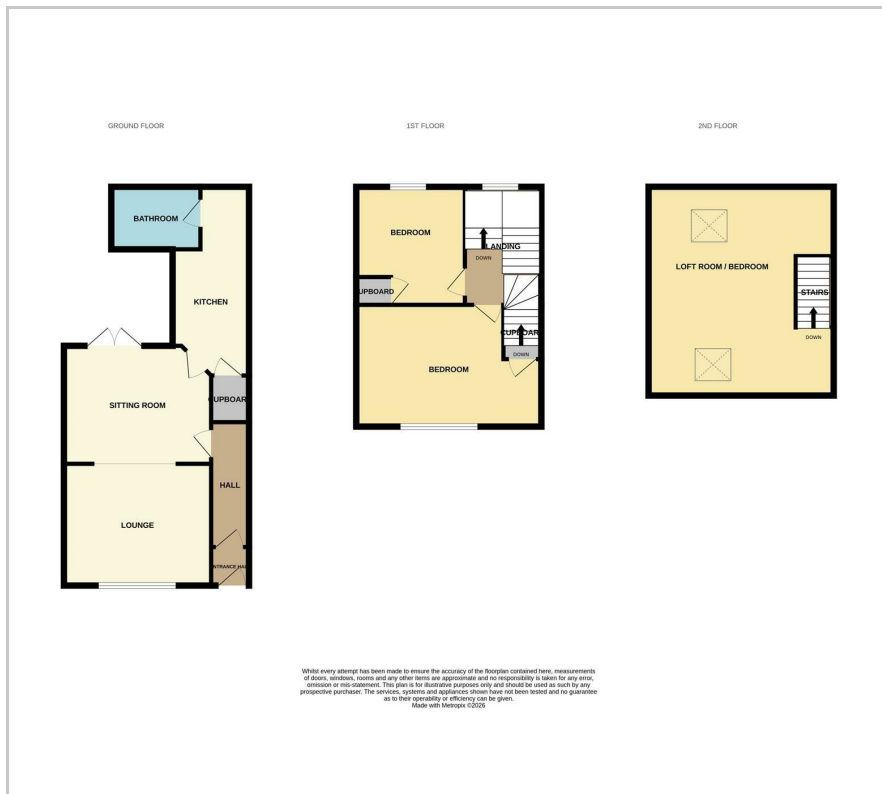 GROUND FLOOR
1ST FLOOR
2ND FLOOR
BATHROOM
KITCHEN
SITTING ROOM
UPBOAR
HALL
LOUNGE
NTRANCE HAL
BEDROOM
LANDING
DOWN
UPBOARD
CUPBOAR
DOWN
BEDROOM
LOFT ROOM / BEDROOM
STAIRS
DOWN
Whilst every attempt has been made to ensure the accuracy of the floorplan contained here, measurements
of doors, windows, rooms and any other items are approximate and no responsibility is taken for any error,
omission or mis-statement. This plan is for illustrative purposes only and should be used as such by any
prospective purchaser. The services, systems and appliances shown have not been tested and no guarantee
as to their operability or efficiency can be given.
Made with Metropix ©2026